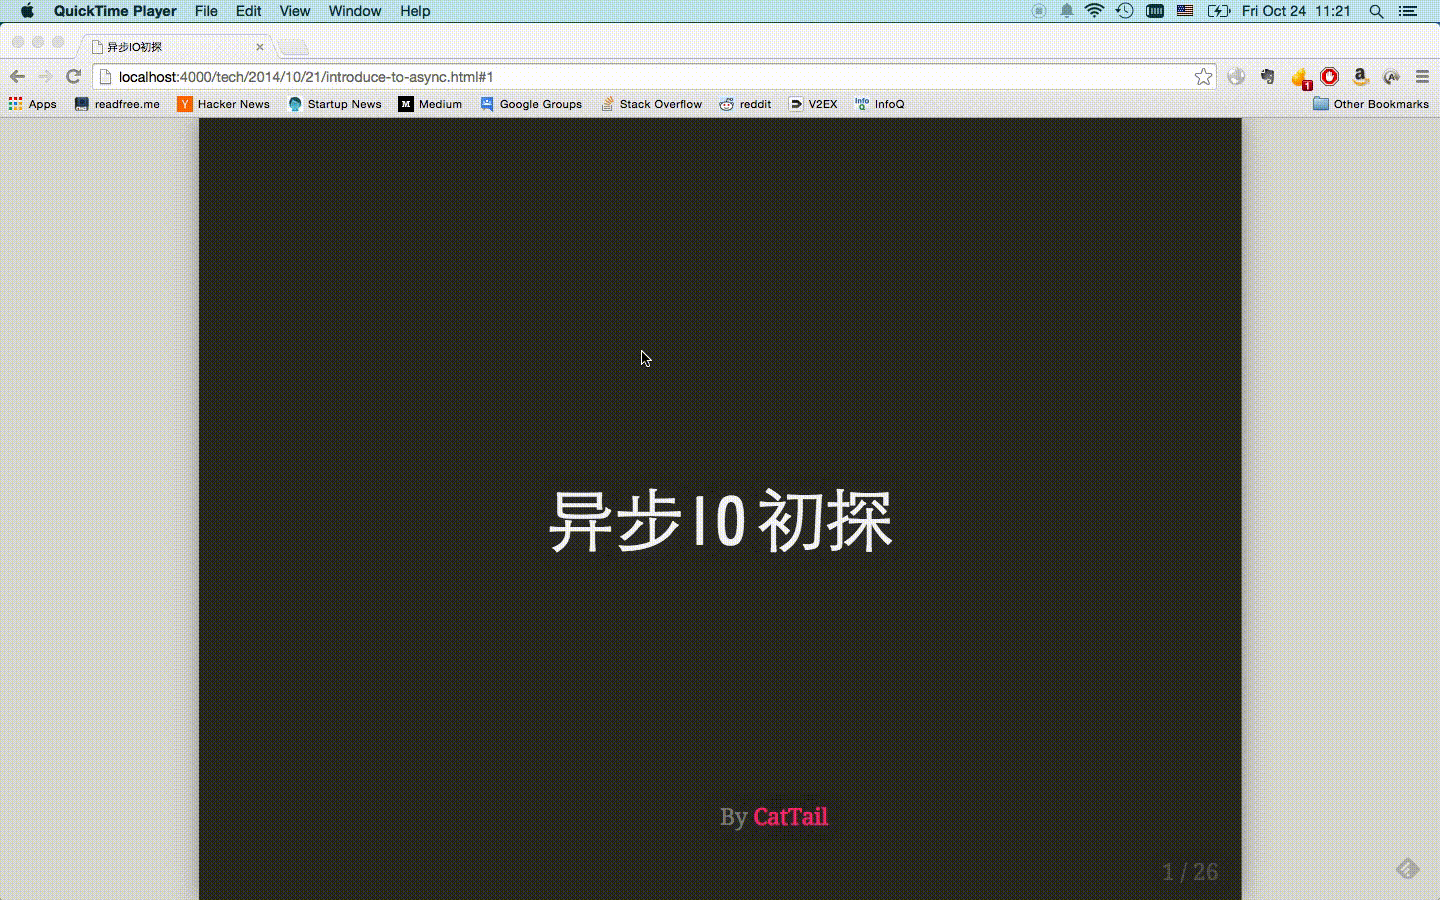 QuickTime Player File Edit View Window Help Fri Oct 24 11:21
异步IO初探
localhost:4000/tech/2014/10/21/introduce-to-async.html#1
1
Apps readfree.me Y Hacker News Startup News M Medium Google Groups Stack Overflow reddit V2EX Info Q InfoQ Other Bookmarks
异步IO初探
By CatTail
1 / 26